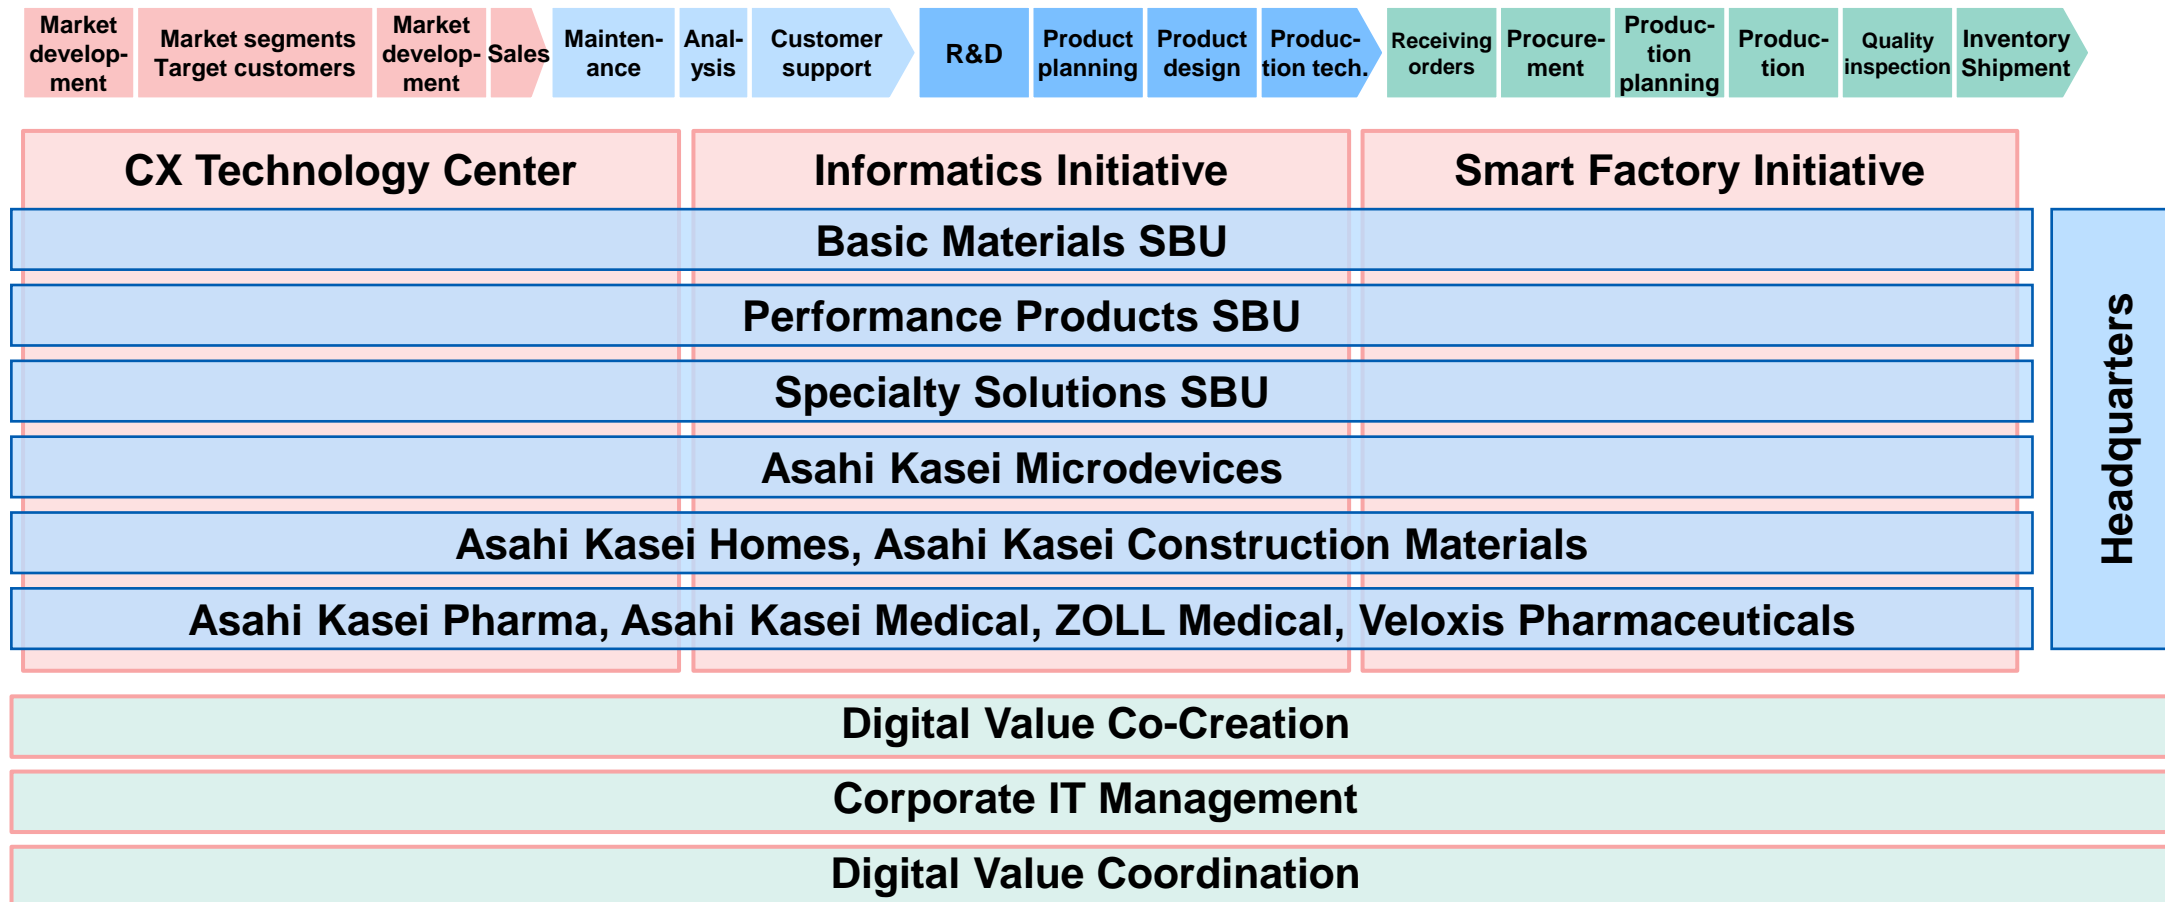 Market
develop-
ment
Market segments
Target customers
Market
develop-
ment
Sales
Mainten-
ance
Anal-
ysis
Customer
support
R&D
Product
planning
Product
design
Produc-
tion tech.
Receiving
orders
Procure-
ment
Produc-
tion
planning
Produc-
tion
Quality
inspection
Inventory
Shipment
CX Technology Center
Informatics Initiative
Smart Factory Initiative
Basic Materials SBU
Performance Products SBU
Specialty Solutions SBU
Asahi Kasei Microdevices
Asahi Kasei Homes, Asahi Kasei Construction Materials
Asahi Kasei Pharma, Asahi Kasei Medical, ZOLL Medical, Veloxis Pharmaceuticals
Headquarters
Digital Value Co-Creation
Corporate IT Management
Digital Value Coordination